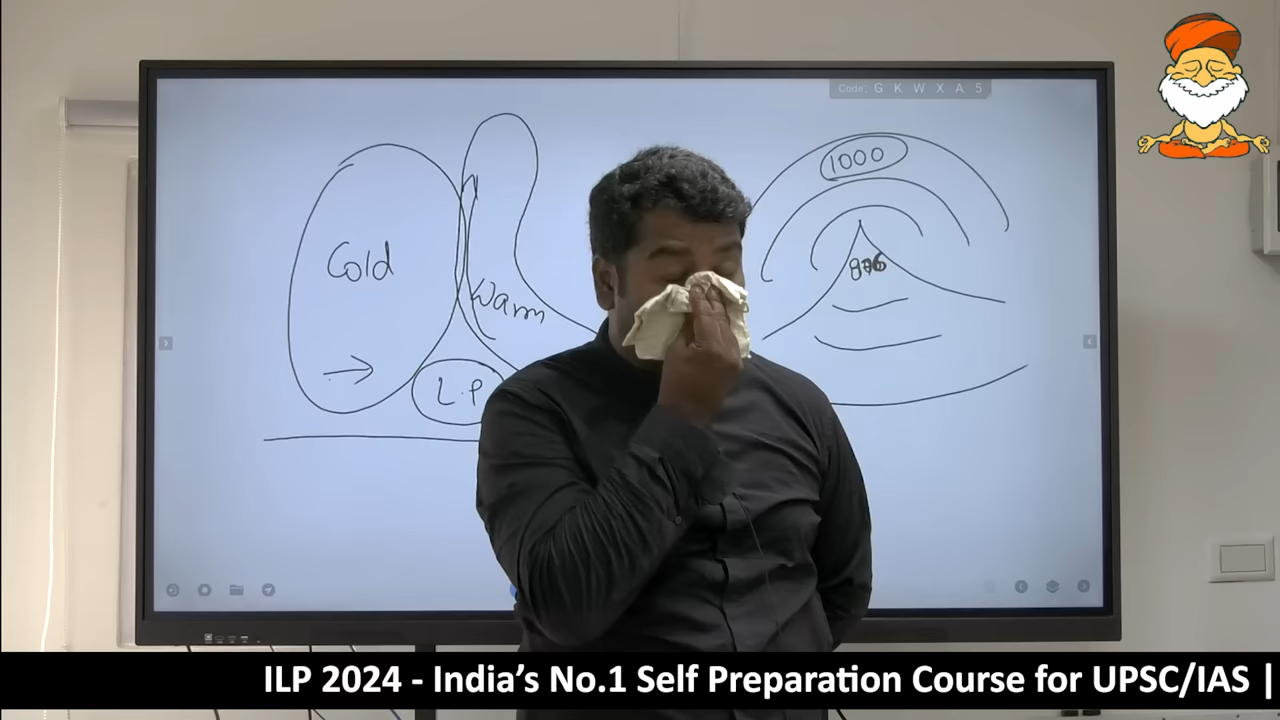 Code: G K W X A 5
1000
Cold
Warm
L.P
ILP 2024 - India's No.1 Self Preparation Course for UPSC/IAS |